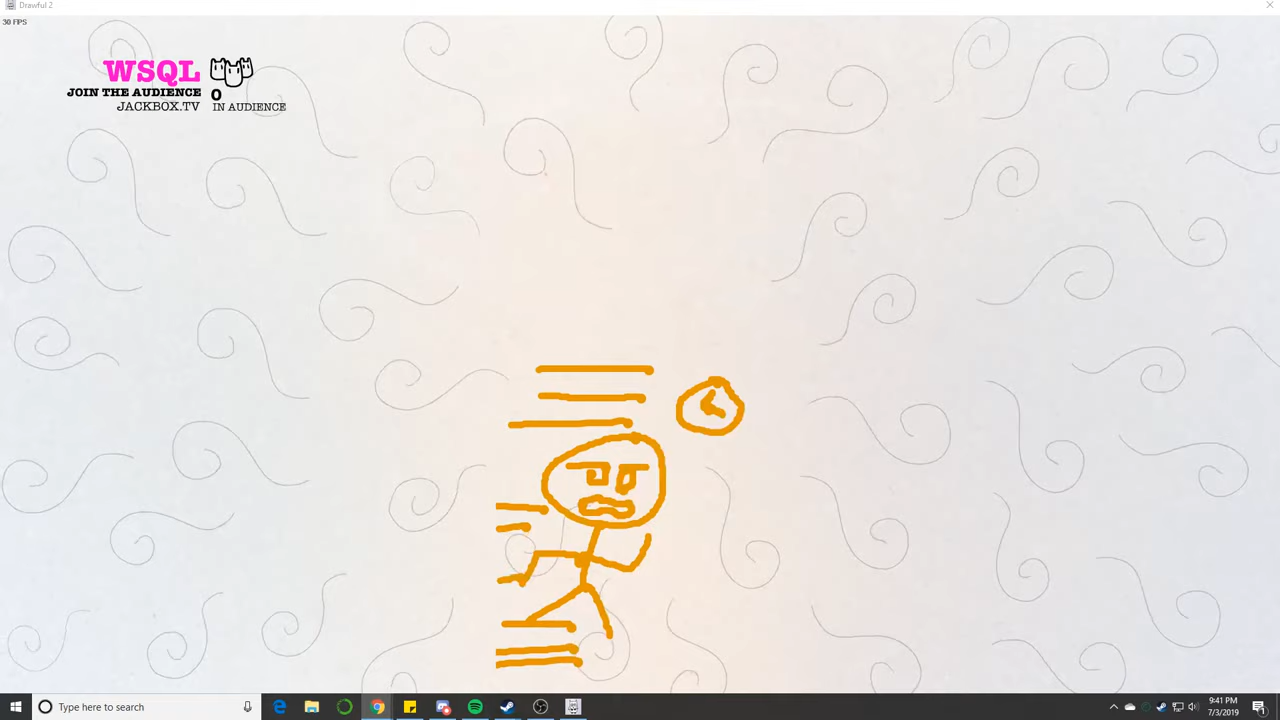 Drawful 2
30 FPS
WSQL
JOIN THE AUDIENCE
JACKBOX.TV
0
IN AUDIENCE
Type here to search
9:41 PM
7/3/2019